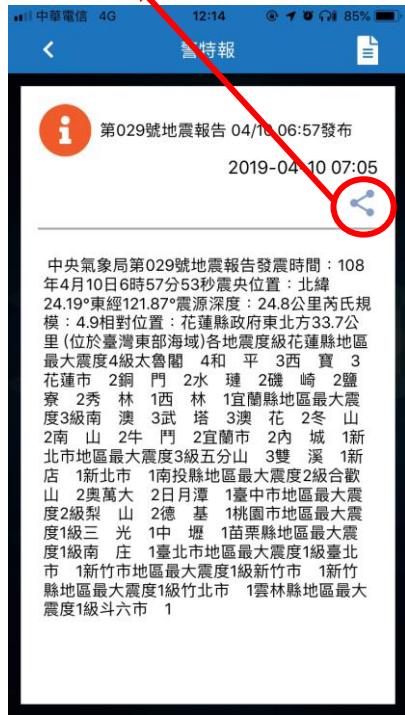 中華電信 4G 12:14 85%
警特報
第029號地震報告 04/10 06:57發布
2019-04-10 07:05
中央氣象局第029號地震報告發震時間：108
年4月10日6時57分53秒震央位置：北緯
24.19°東經121.87°震源深度：24.8公里芮氏規
模：4.9相對位置：花蓮縣政府東北方33.7公
里 (位於臺灣東部海域)各地震度級花蓮縣地區
最大震度4級太魯閣 4和 平 3西 寶 3
花蓮市 2銅 門 2水 璉 2磯 崎 2鹽
寮 2秀 林 1西 林 1宜蘭縣地區最大震
度3級南 澳 3武 塔 3澳 花 2冬 山
2南 山 2牛 鬥 2宜蘭市 2內 城 1新
北市地區最大震度3級五分山 3雙 溪 1新
店 1新北市 1南投縣地區最大震度2級合歡
山 2奧萬大 2日月潭 1臺中市地區最大震
度2級梨 山 2德 基 1桃園市地區最大震
度1級三 光 1中 壢 1苗栗縣地區最大震
度1級南 庄 1臺北市地區最大震度1級臺北
市 1新竹市地區最大震度1級新竹市 1新竹
縣地區最大震度1級竹北市 1雲林縣地區最大
震度1級斗六市 1